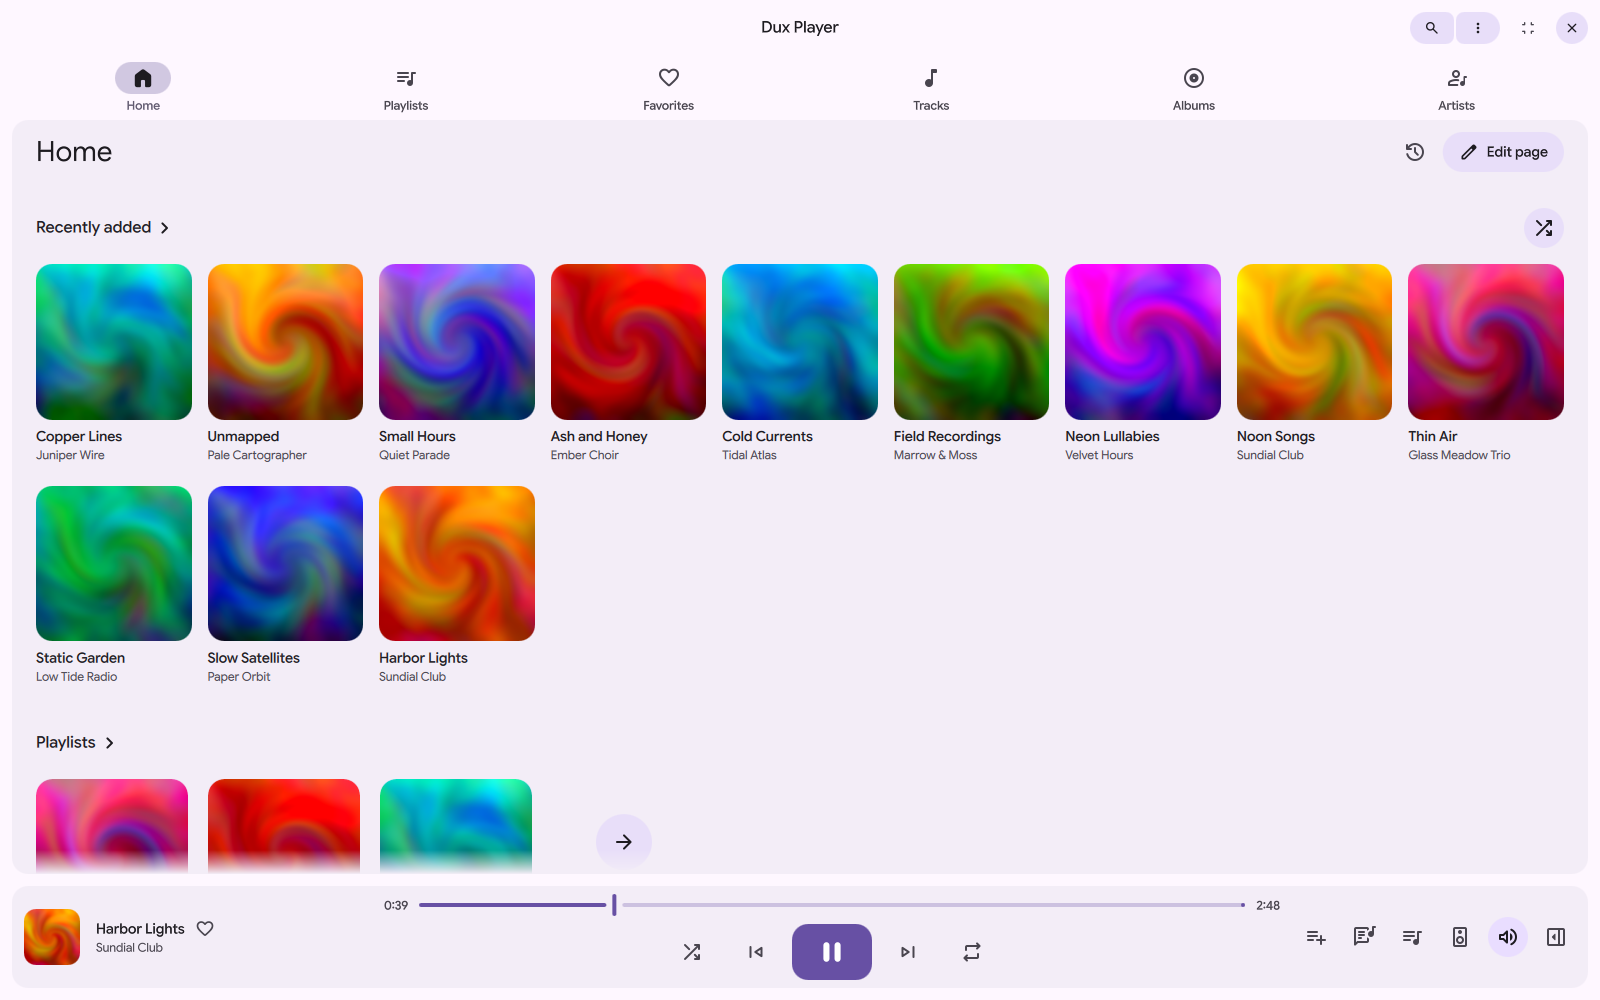 Dux Player
Home
Playlists
Favorites
Tracks
Albums
Artists
Home
Edit page
Recently added
Copper Lines
Juniper Wire
Unmapped
Pale Cartographer
Small Hours
Quiet Parade
Ash and Honey
Ember Choir
Cold Currents
Tidal Atlas
Field Recordings
Marrow & Moss
Neon Lullabies
Velvet Hours
Noon Songs
Sundial Club
Thin Air
Glass Meadow Trio
Static Garden
Low Tide Radio
Slow Satellites
Paper Orbit
Harbor Lights
Sundial Club
Playlists
Harbor Lights
Sundial Club
0:39
2:48